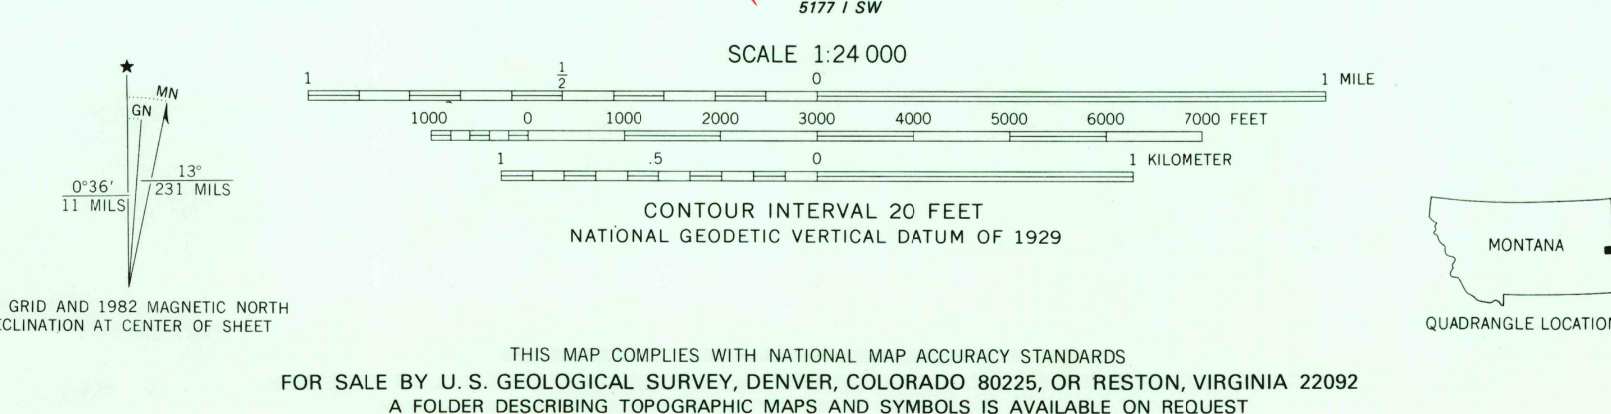 5177 I SW
SCALE 1:24 000
1 1/2 0 1 MILE
1000 0 1000 2000 3000 4000 5000 6000 7000 FEET
1 .5 0 1 KILOMETER
CONTOUR INTERVAL 20 FEET
NATIONAL GEODETIC VERTICAL DATUM OF 1929
★
MN
GN
0°36′
11 MILS
13°
231 MILS
GRID AND 1982 MAGNETIC NORTH
CLINATION AT CENTER OF SHEET
MONTANA
QUADRANGLE LOCATION
THIS MAP COMPLIES WITH NATIONAL MAP ACCURACY STANDARDS
FOR SALE BY U. S. GEOLOGICAL SURVEY, DENVER, COLORADO 80225, OR RESTON, VIRGINIA 22092
A FOLDER DESCRIBING TOPOGRAPHIC MAPS AND SYMBOLS IS AVAILABLE ON REQUEST